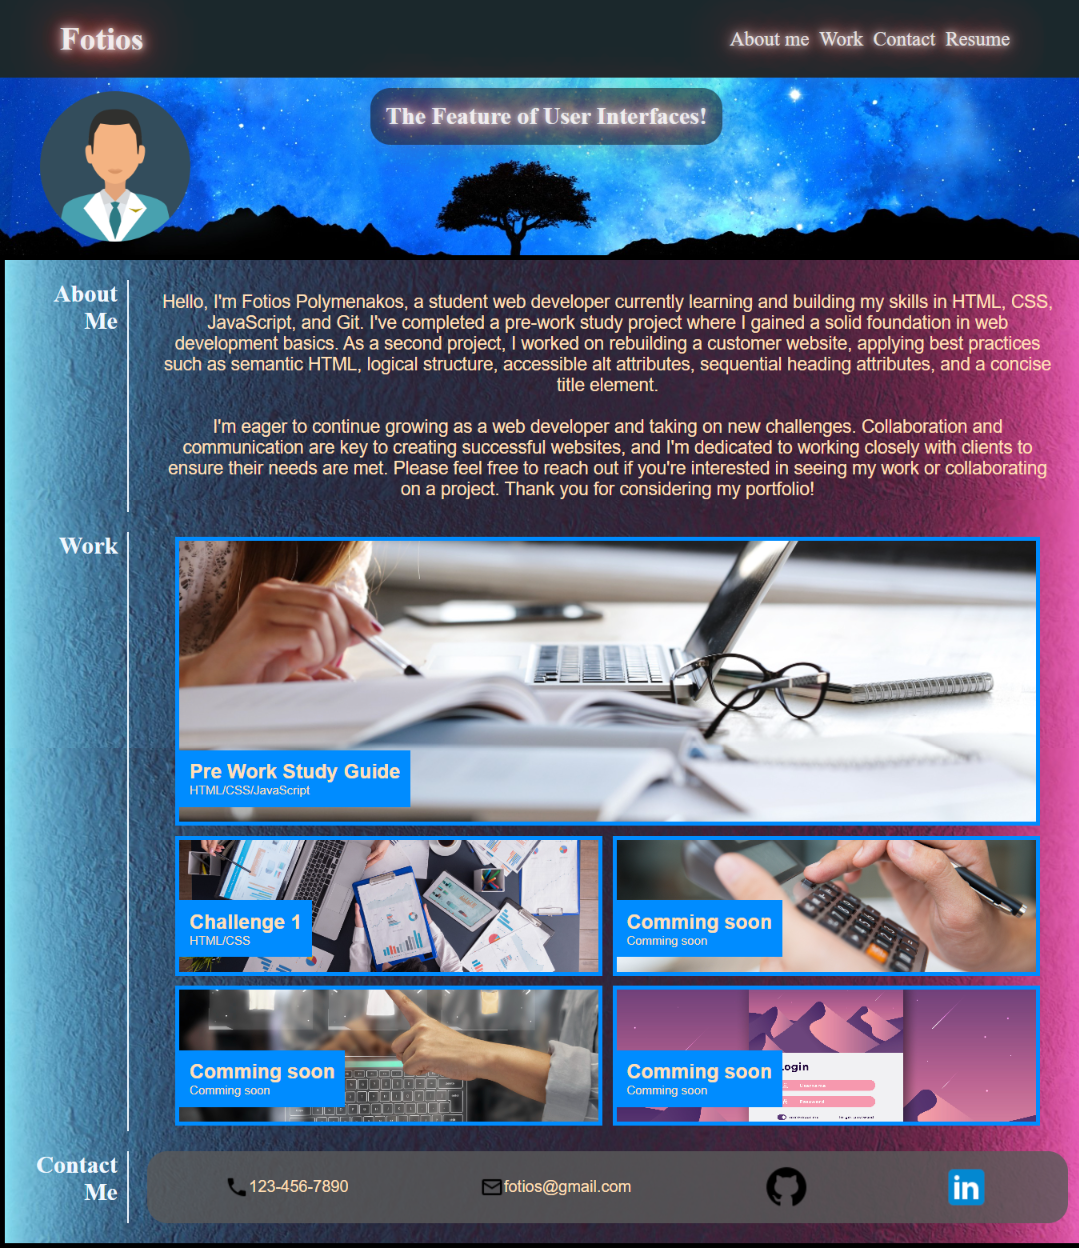 Fotios
About me Work Contact Resume
The Feature of User Interfaces!
About
Me
Hello, I'm Fotios Polymenakos, a student web developer currently learning and building my skills in HTML, CSS,
JavaScript, and Git. I've completed a pre-work study project where I gained a solid foundation in web
development basics. As a second project, I worked on rebuilding a customer website, applying best practices
such as semantic HTML, logical structure, accessible alt attributes, sequential heading attributes, and a concise
title element.
I'm eager to continue growing as a web developer and taking on new challenges. Collaboration and
communication are key to creating successful websites, and I'm dedicated to working closely with clients to
ensure their needs are met. Please feel free to reach out if you're interested in seeing my work or collaborating
on a project. Thank you for considering my portfolio!
Work
Pre Work Study Guide
HTML/CSS/JavaScript
Challenge 1
HTML/CSS
Comming soon
Comming soon
Comming soon
Comming soon
Comming soon
Comming soon
ogin
Username
Password
Contact
Me
123-456-7890
fotios@gmail.com
in